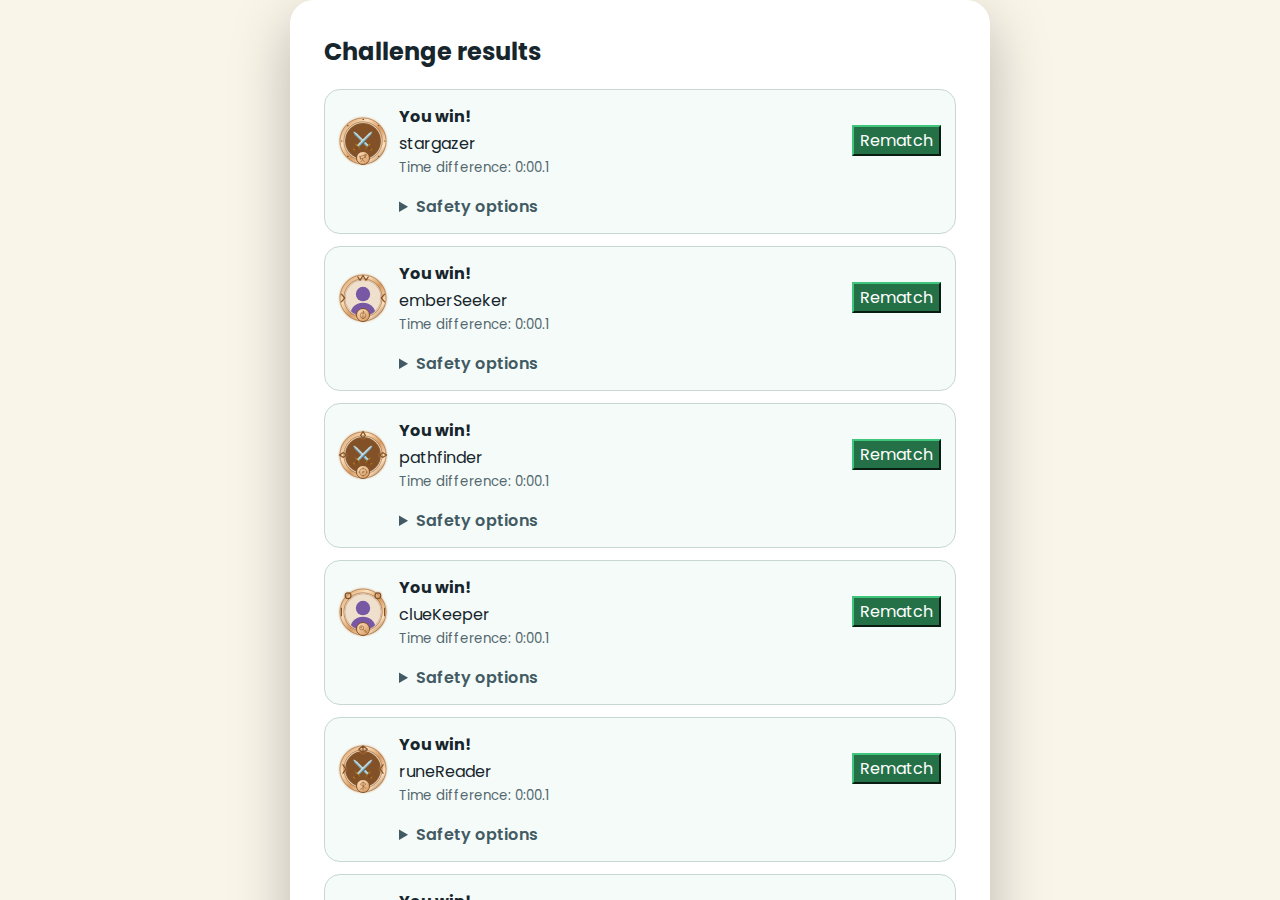 Challenge results
You win!
stargazer
Rematch
Time difference: 0:00.1
Safety options
You win!
emberSeeker
Rematch
Time difference: 0:00.1
Safety options
You win!
pathfinder
Rematch
Time difference: 0:00.1
Safety options
You win!
clueKeeper
Rematch
Time difference: 0:00.1
Safety options
You win!
runeReader
Rematch
Time difference: 0:00.1
Safety options
You win!